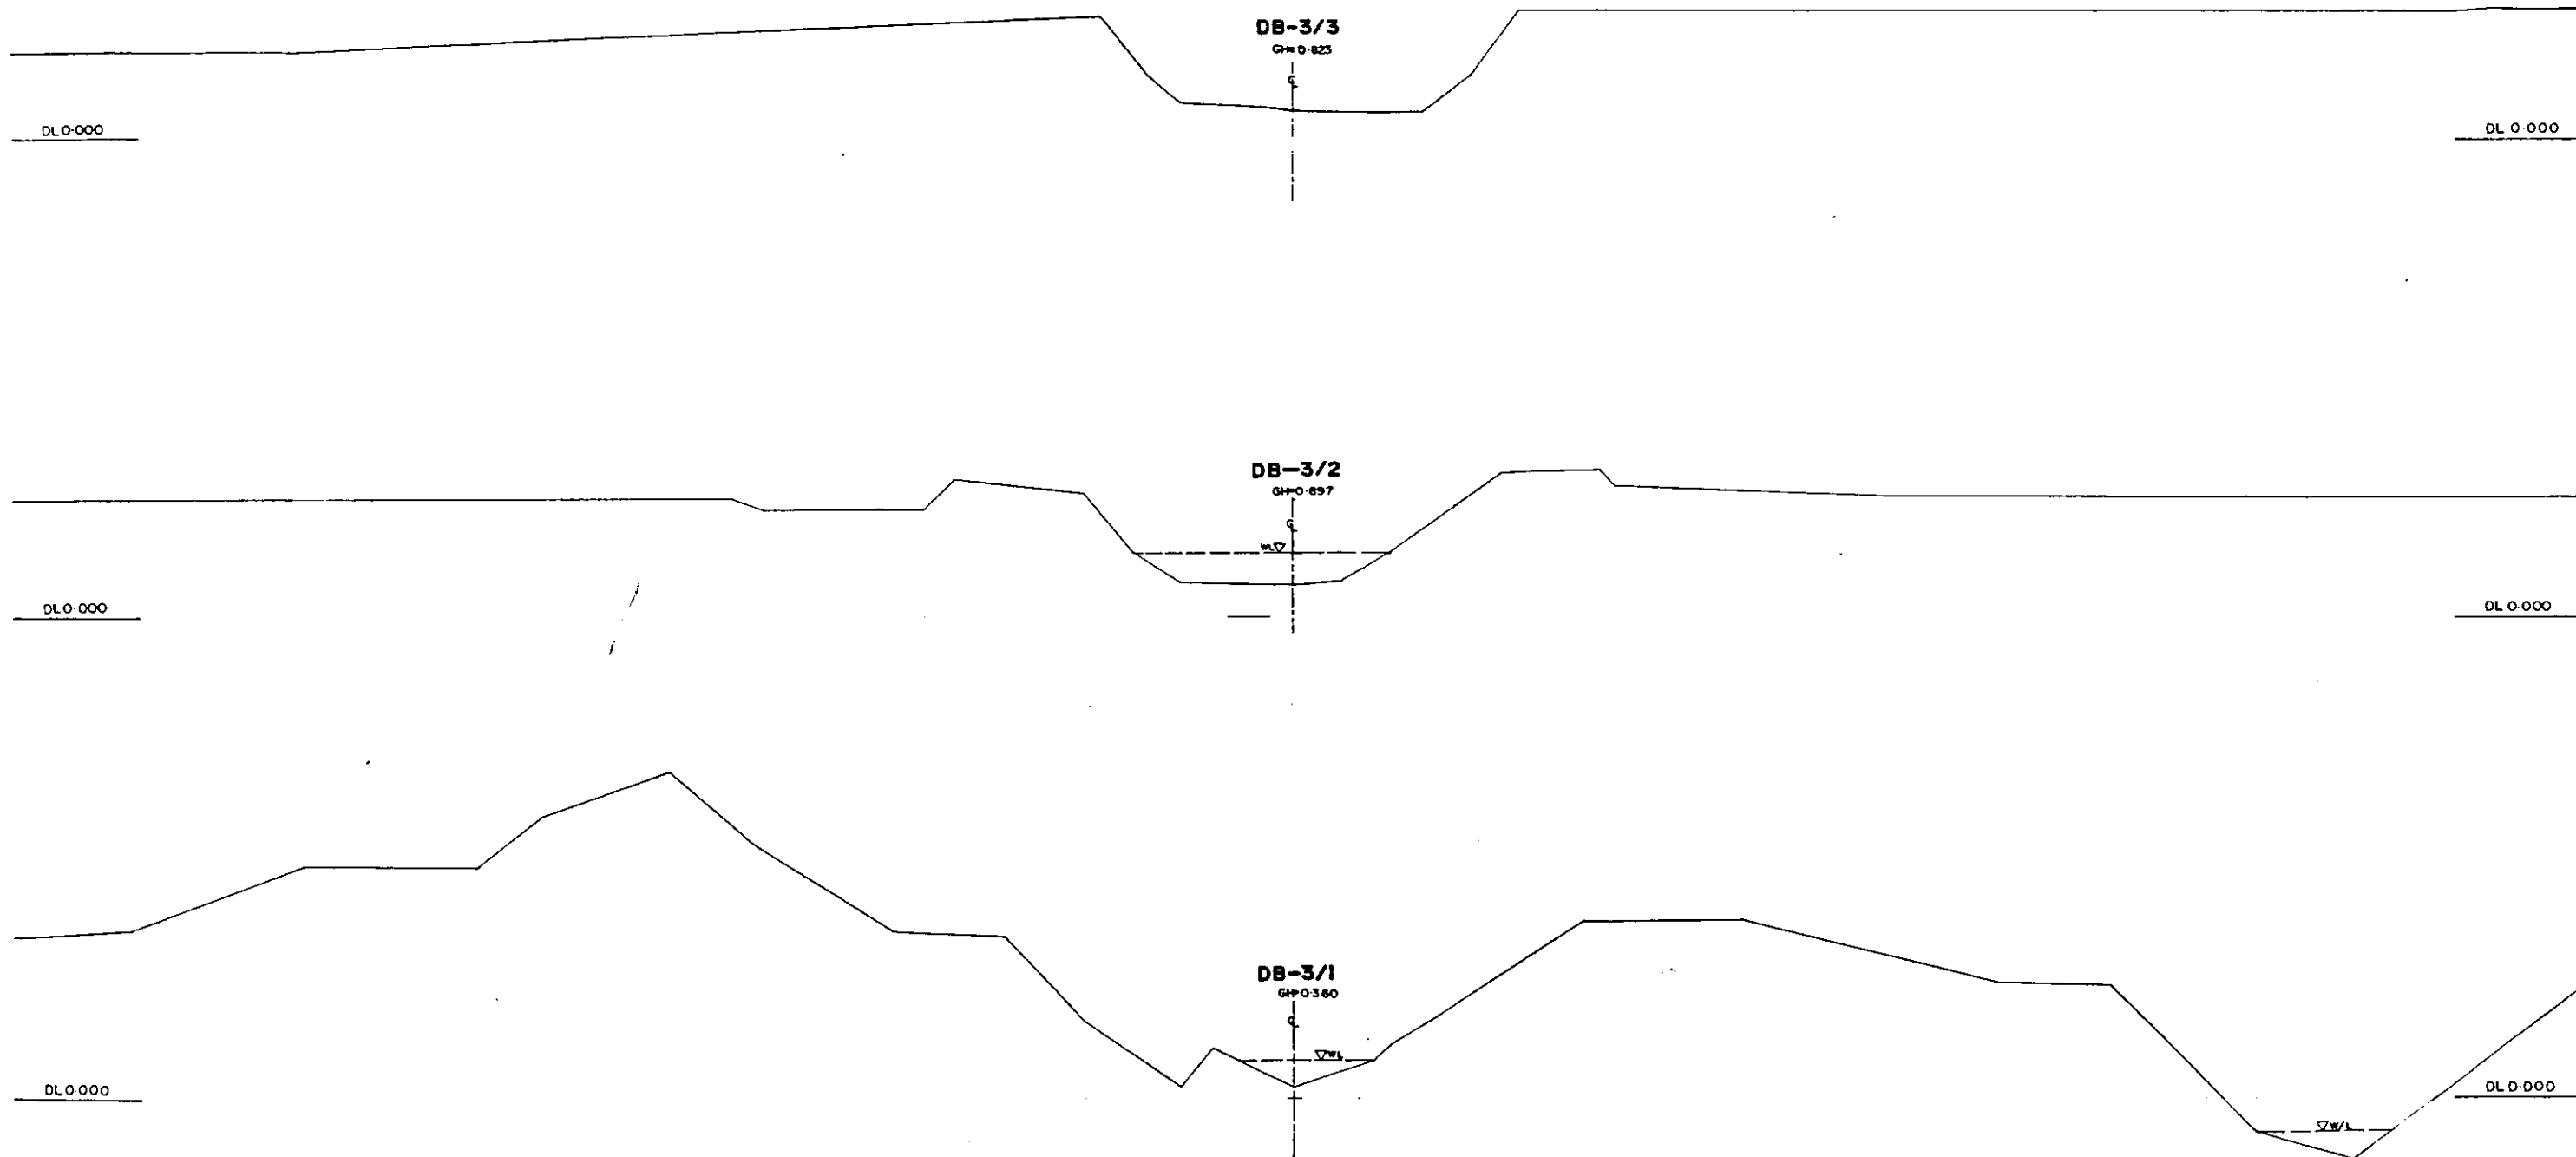 DB-3/3
GH=0·823
℄
DL 0·000
DL 0·000
DB-3/2
GH=0·897
℄
WL
DL 0·000
DL 0·000
DB-3/1
GH=0·360
℄
WL
DL 0·000
DL 0·000
W/L